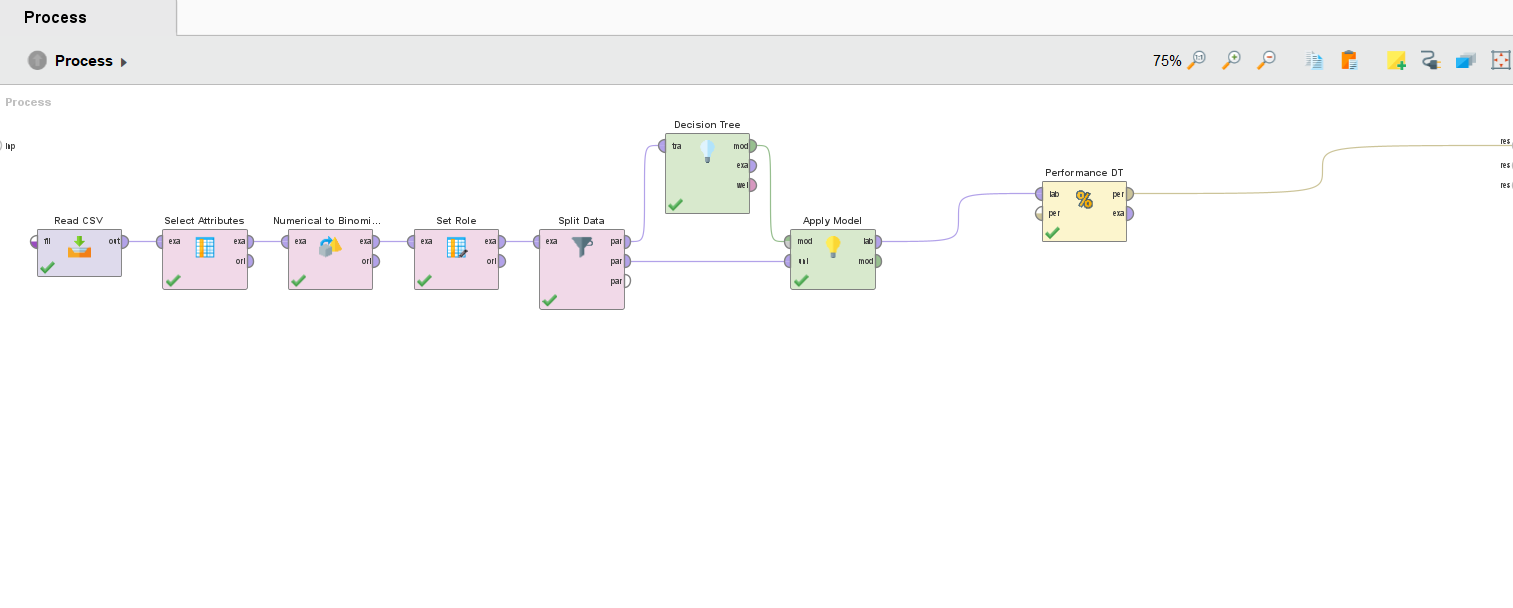 Process
Process
75%
Process
inp
Read CSV
fil
out
Select Attributes
exa
exa
ori
Numerical to Binomi...
exa
exa
ori
Set Role
exa
exa
ori
Split Data
exa
par
par
par
Decision Tree
tra
mod
exa
wei
Apply Model
mod
lab
unl
mod
Performance DT
%
lab
per
per
exa
res
res
res